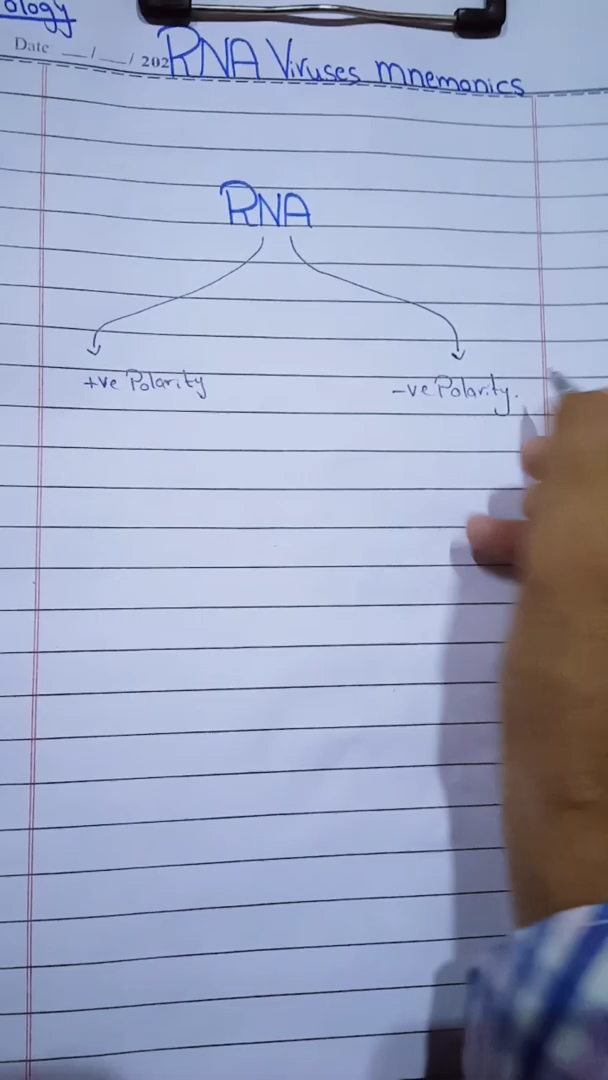 ology
Date __/__/ 202
RNA Viruses mnemonics
RNA
+ve Polarity
-ve Polarity.